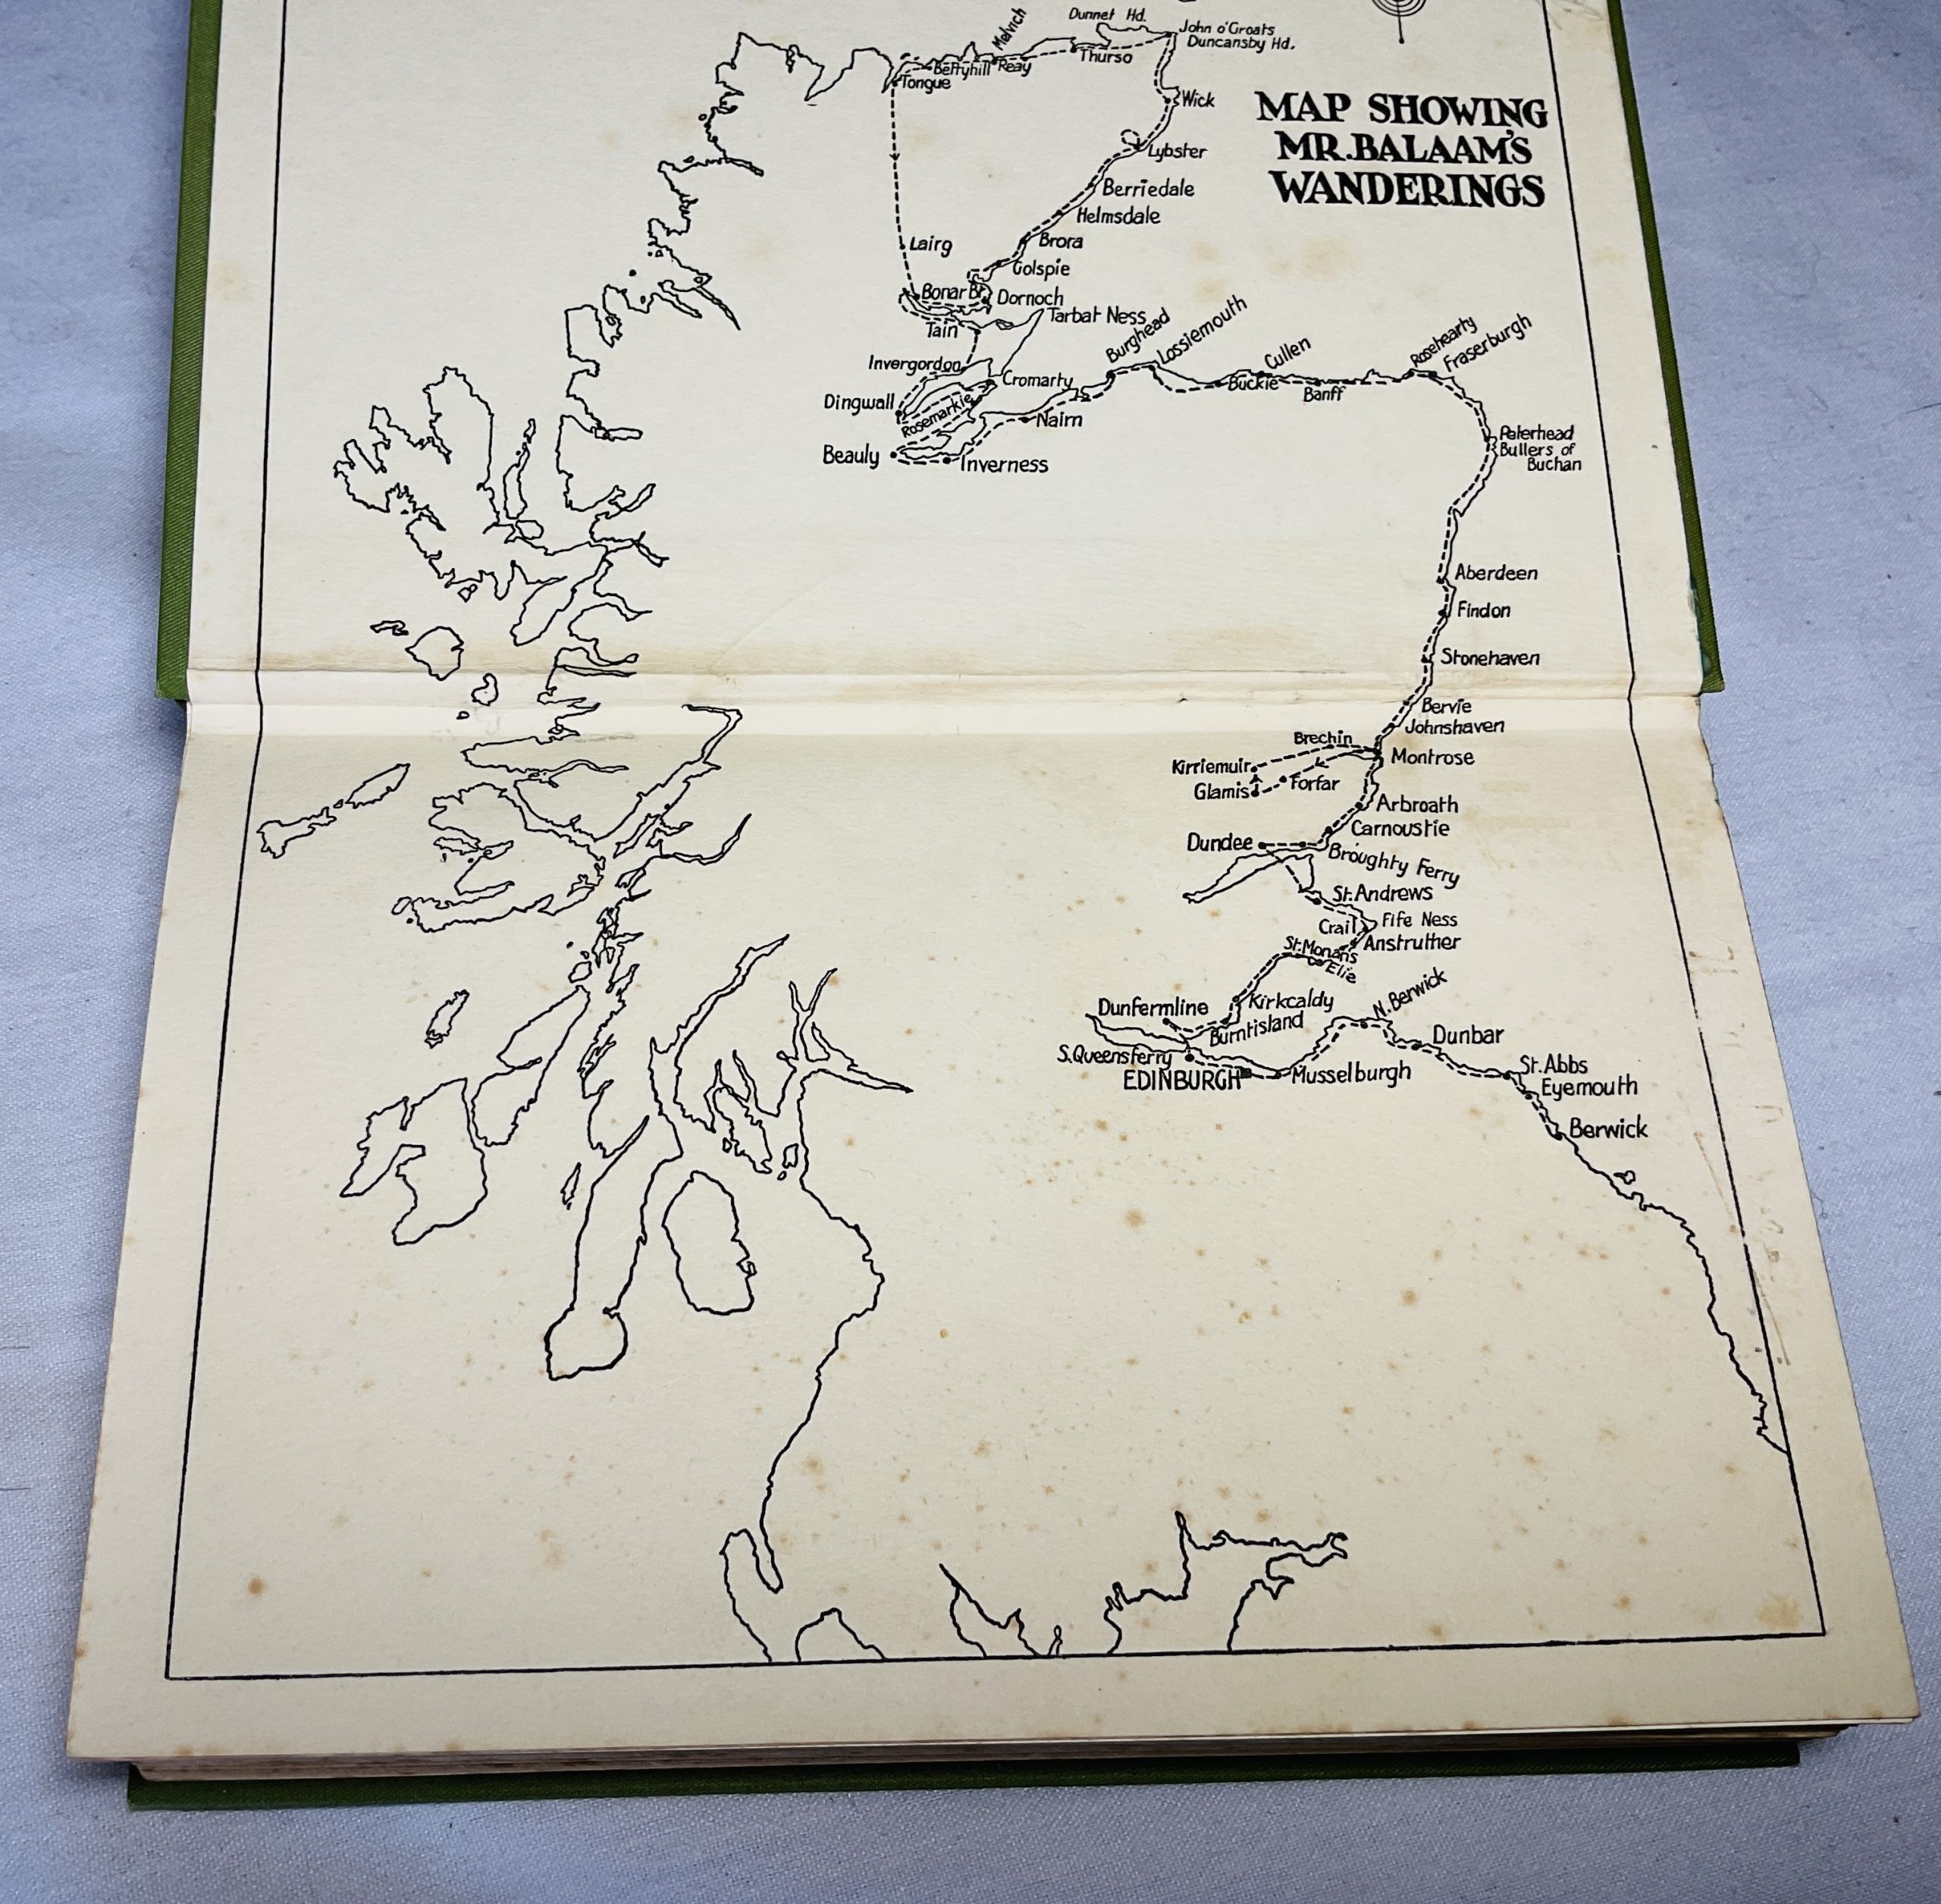 Dunnet Hd.
John o'Groats
Duncansby Hd.
Melvich
Thurso
Reay
Bettyhill
Tongue
Wick
MAP SHOWING
MR. BALAAM'S
WANDERINGS
Lybster
Berriedale
Helmsdale
Lairg
Brora
Golspie
Bonar Br.
Dornoch
Tarbat Ness
Tain
Burghead
Lossiemouth
Cullen
Rosehearty
Fraserburgh
Invergordon
Cromarty
Buckie
Banff
Dingwall
Rosemarkie
Nairn
Beauly
Inverness
Peterhead
Bullers of
Buchan
Aberdeen
Findon
Stonehaven
Bervie
Johnshaven
Brechin
Montrose
Kirriemuir
Forfar
Glamis
Arbroath
Carnoustie
Dundee
Broughty Ferry
St. Andrews
Fife Ness
Crail
Anstruther
St. Monans
Elie
N. Berwick
Kirkcaldy
Dunfermline
Burntisland
Dunbar
S. Queensferry
EDINBURGH
Musselburgh
St. Abbs
Eyemouth
Berwick